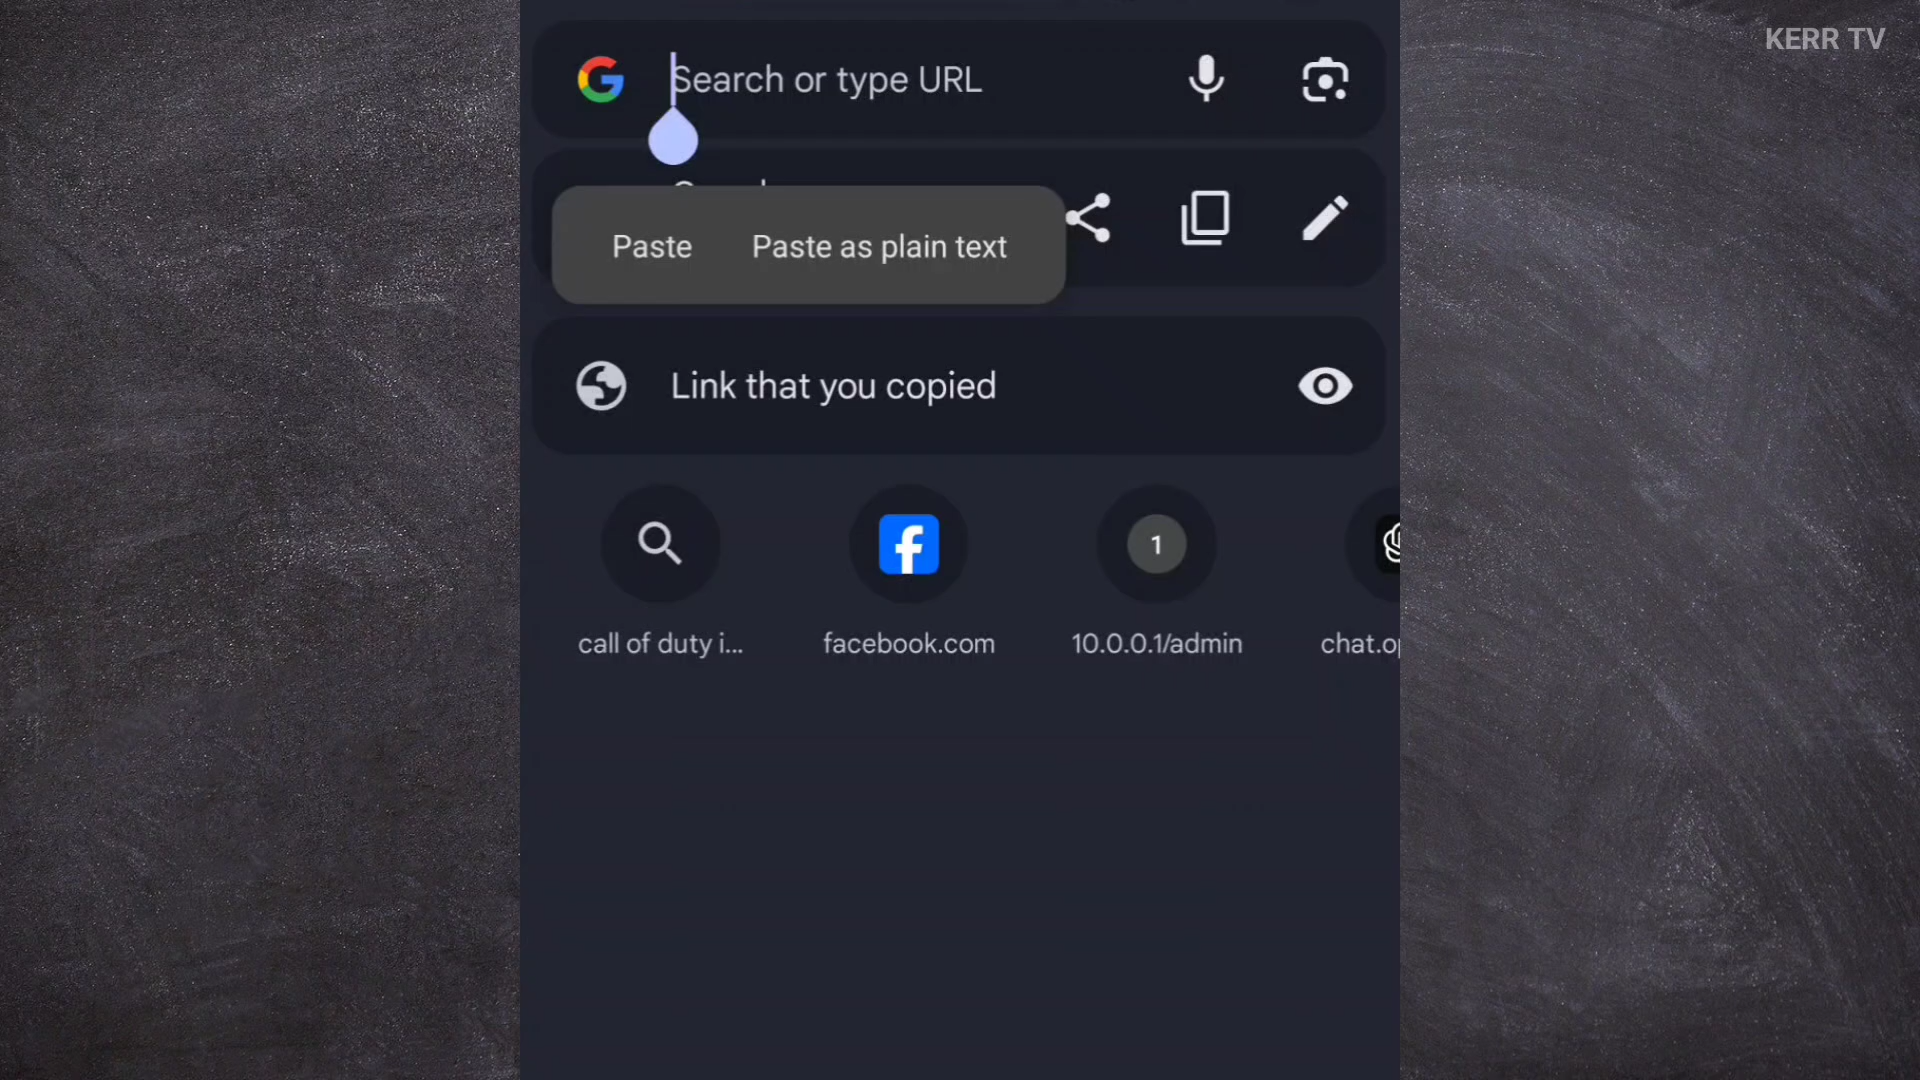 KERR TV
Search or type URL
Paste Paste as plain text
Link that you copied
call of duty i...
facebook.com
1
10.0.0.1/admin